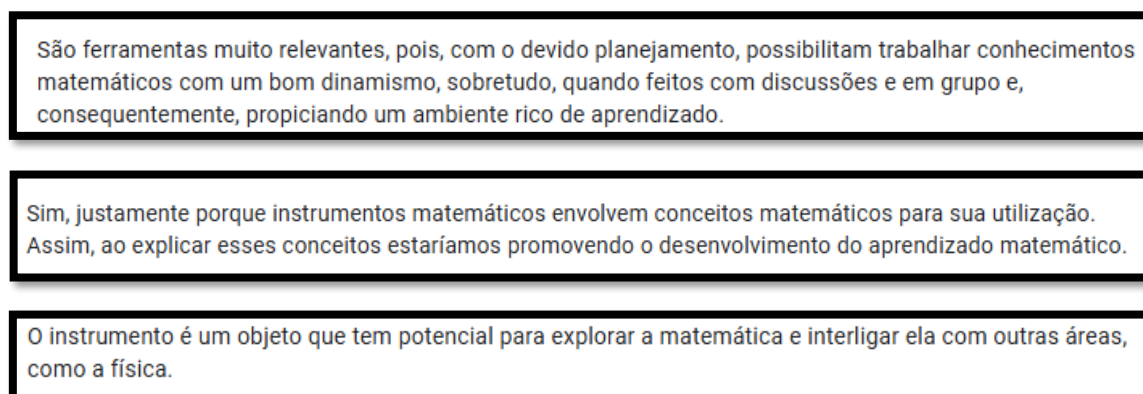 São ferramentas muito relevantes, pois, com o devido planejamento, possibilitam trabalhar conhecimentos
matemáticos com um bom dinamismo, sobretudo, quando feitos com discussões e em grupo e,
consequentemente, propiciando um ambiente rico de aprendizado.
Sim, justamente porque instrumentos matemáticos envolvem conceitos matemáticos para sua utilização.
Assim, ao explicar esses conceitos estaríamos promovendo o desenvolvimento do aprendizado matemático.
O instrumento é um objeto que tem potencial para explorar a matemática e interligar ela com outras áreas,
como a física.